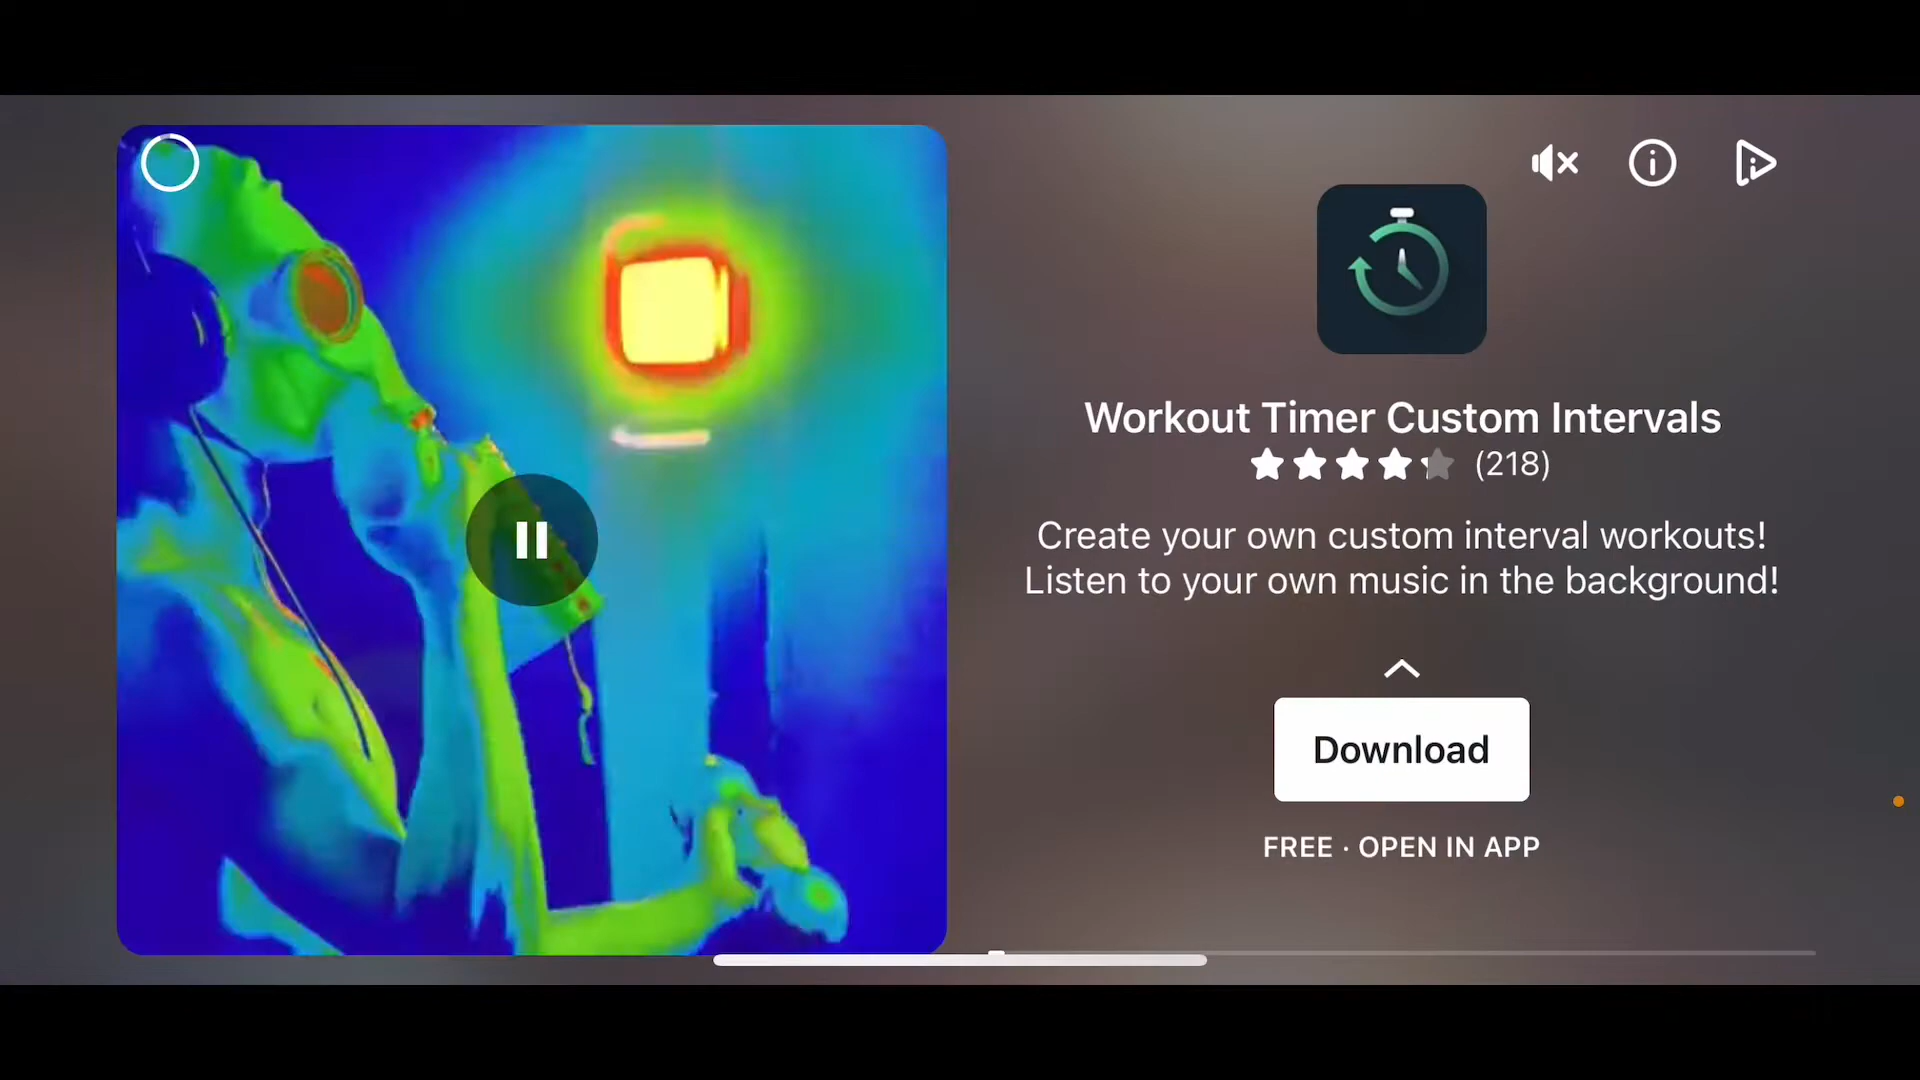 Workout Timer Custom Intervals
(218)
Create your own custom interval workouts!
Listen to your own music in the background!
Download
FREE · OPEN IN APP